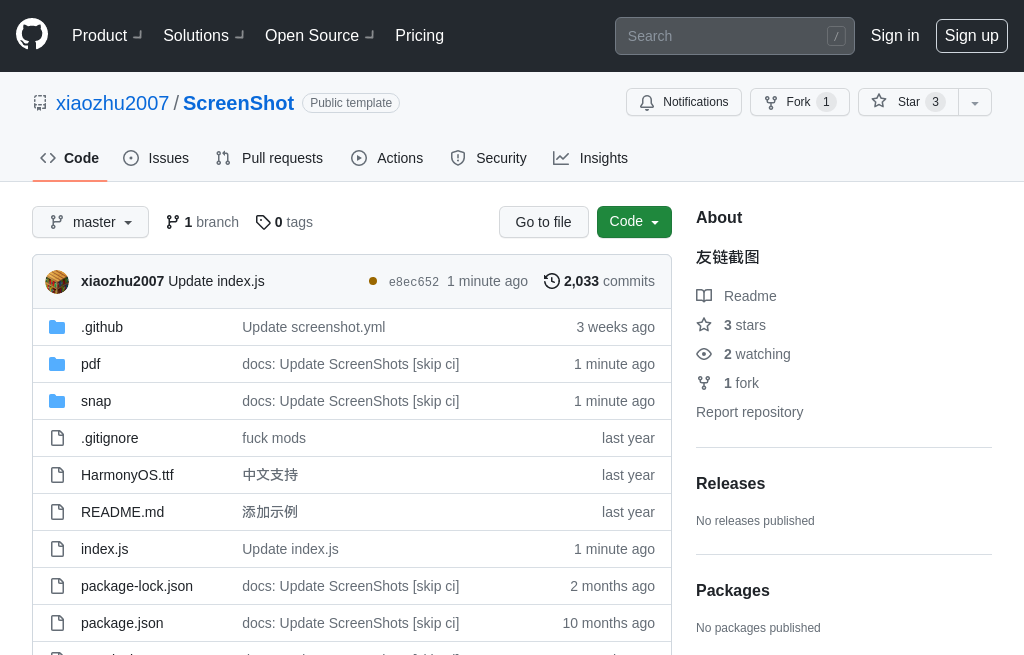 Product Solutions Open Source Pricing Search / Sign in Sign up
xiaozhu2007 / ScreenShot Public template Notifications Fork 1 Star 3
Code Issues Pull requests Actions Security Insights
master 1 branch 0 tags Go to file Code
xiaozhu2007 Update index.js e8ec652 1 minute ago 2,033 commits
.github Update screenshot.yml 3 weeks ago
pdf docs: Update ScreenShots [skip ci] 1 minute ago
snap docs: Update ScreenShots [skip ci] 1 minute ago
.gitignore fuck mods last year
HarmonyOS.ttf 中文支持 last year
README.md 添加示例 last year
index.js Update index.js 1 minute ago
package-lock.json docs: Update ScreenShots [skip ci] 2 months ago
package.json docs: Update ScreenShots [skip ci] 10 months ago
About
友链截图
Readme
3 stars
2 watching
1 fork
Report repository
Releases
No releases published
Packages
No packages published